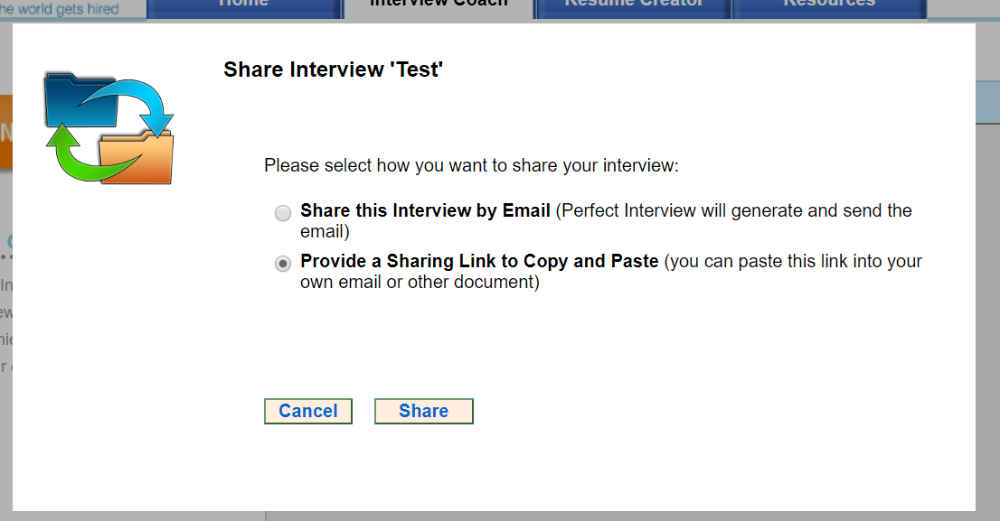 he world gets hired
Home
Interview Coach
Resume Creator
Resources
Share Interview 'Test'
Please select how you want to share your interview:
Share this Interview by Email (Perfect Interview will generate and send the
email)
Provide a Sharing Link to Copy and Paste (you can paste this link into your
own email or other document)
Cancel
Share